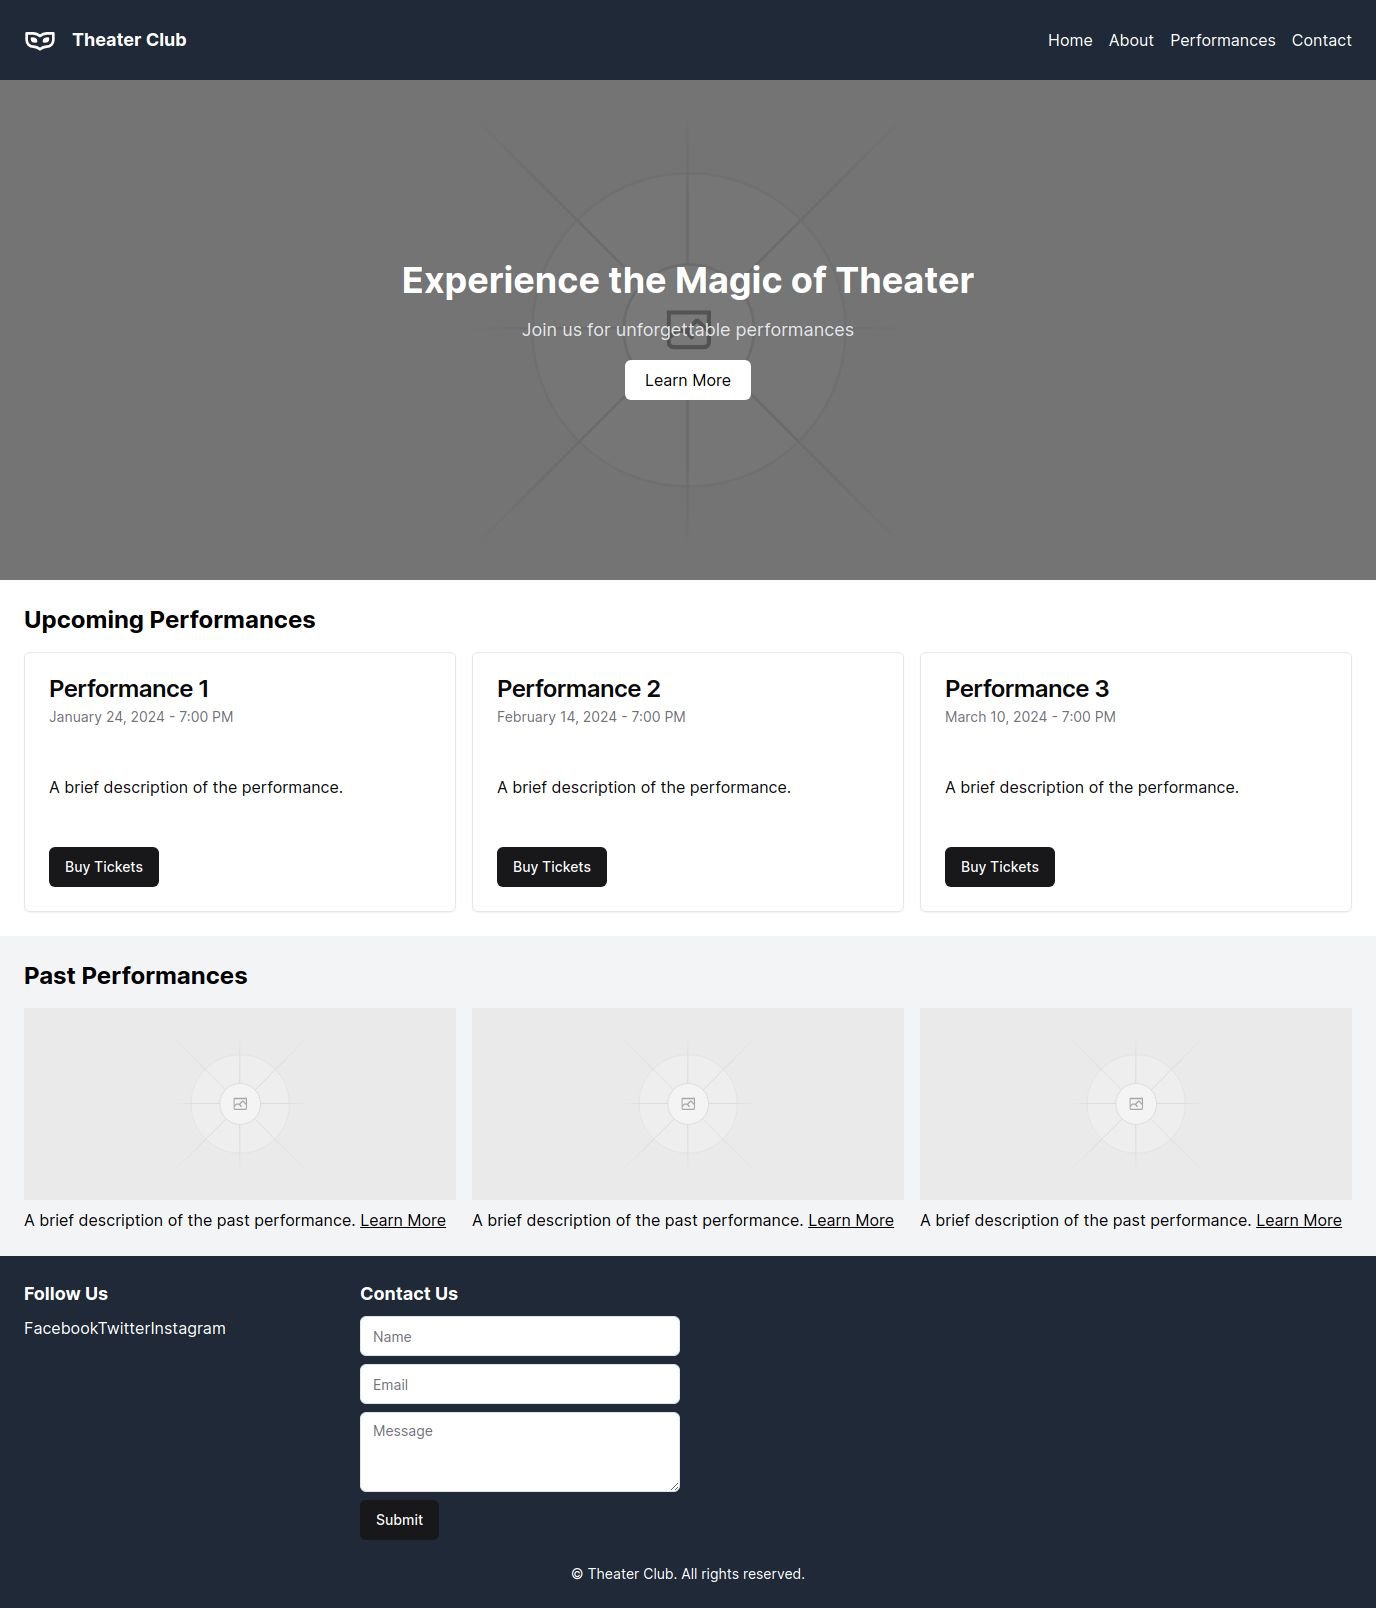 Theater Club
Home About Performances Contact
Experience the Magic of Theater
Join us for unforgettable performances
Learn More
Upcoming Performances
Performance 1
January 24, 2024 - 7:00 PM
A brief description of the performance.
Buy Tickets
Performance 2
February 14, 2024 - 7:00 PM
A brief description of the performance.
Buy Tickets
Performance 3
March 10, 2024 - 7:00 PM
A brief description of the performance.
Buy Tickets
Past Performances
A brief description of the past performance. Learn More
A brief description of the past performance. Learn More
A brief description of the past performance. Learn More
Follow Us
FacebookTwitterInstagram
Contact Us
Name
Email
Message
Submit
© Theater Club. All rights reserved.